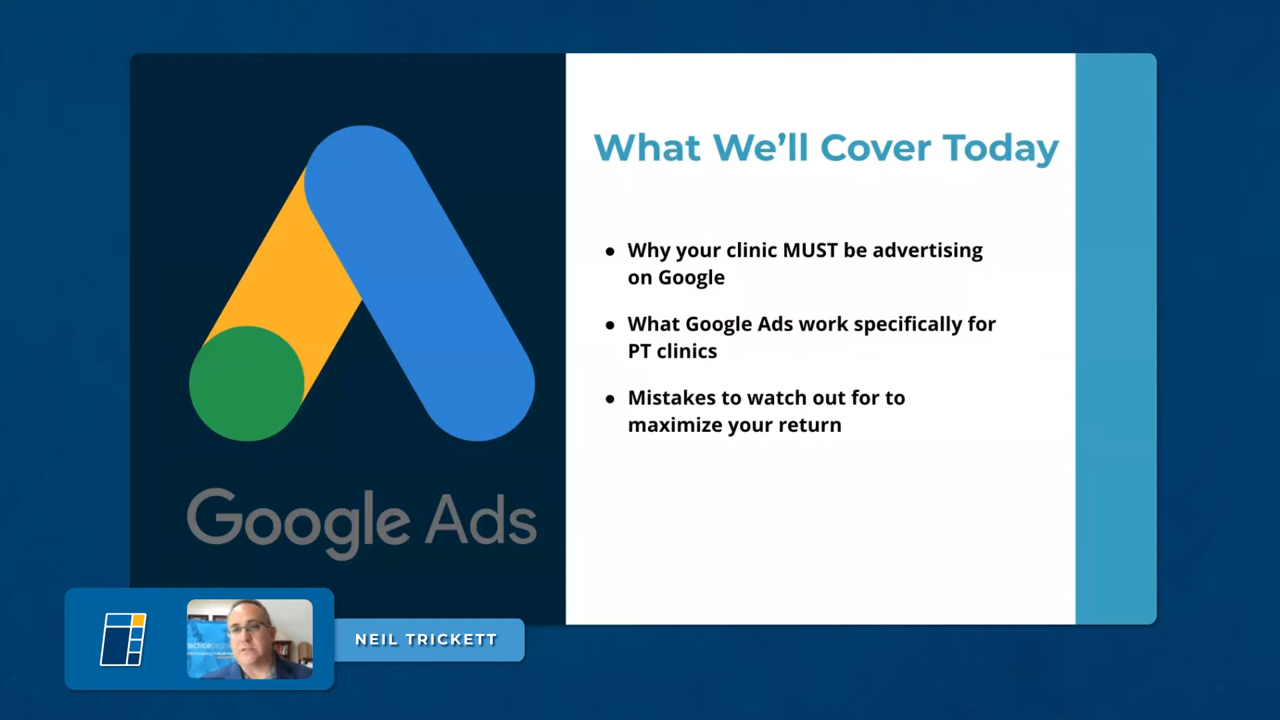 What We'll Cover Today
● Why your clinic MUST be advertising
on Google
● What Google Ads work specifically for
PT clinics
● Mistakes to watch out for to
maximize your return
Google Ads
NEIL TRICKETT